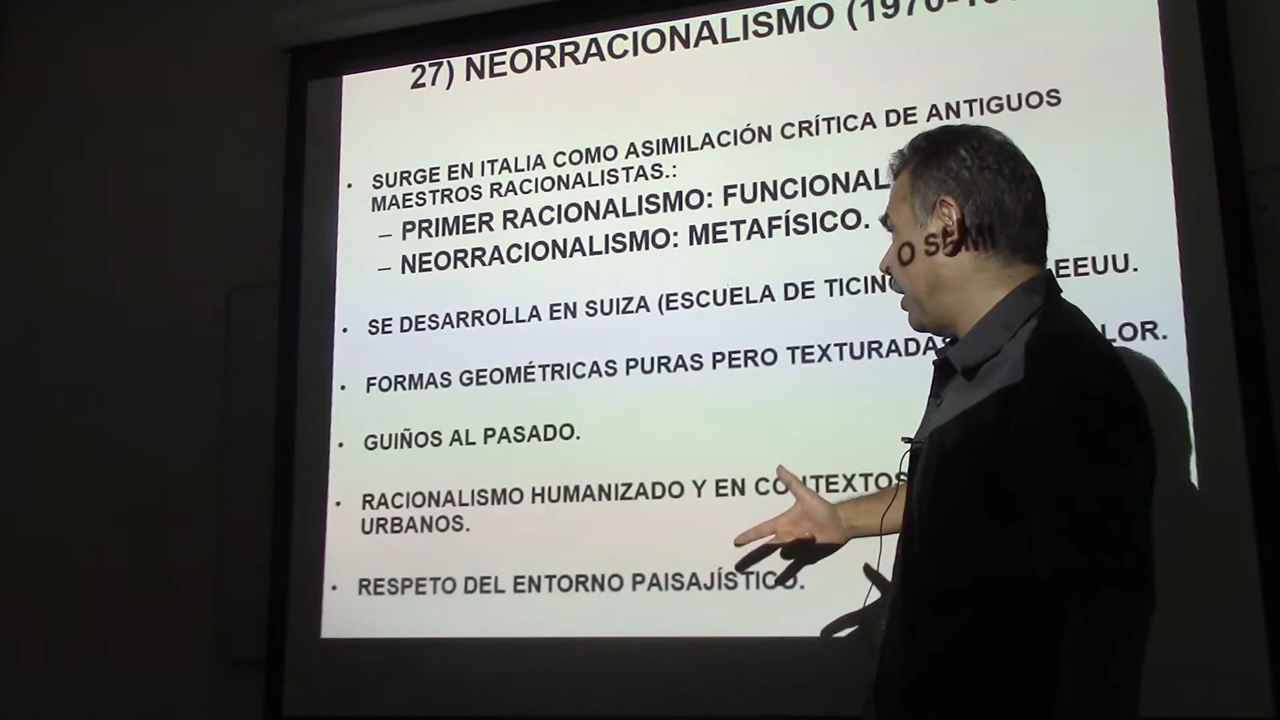 27) NEORRACIONALISMO (1970-
• SURGE EN ITALIA COMO ASIMILACIÓN CRÍTICA DE ANTIGUOS
MAESTROS RACIONALISTAS.:
– PRIMER RACIONALISMO: FUNCIONAL
O SEMI
– NEORRACIONALISMO: METAFÍSICO.
• SE DESARROLLA EN SUIZA (ESCUELA DE TICINO EEUU.
• FORMAS GEOMÉTRICAS PURAS PERO TEXTURADAS LOR.
• GUIÑOS AL PASADO.
• RACIONALISMO HUMANIZADO Y EN CONTEXTOS
URBANOS.
• RESPETO DEL ENTORNO PAISAJÍSTICO.